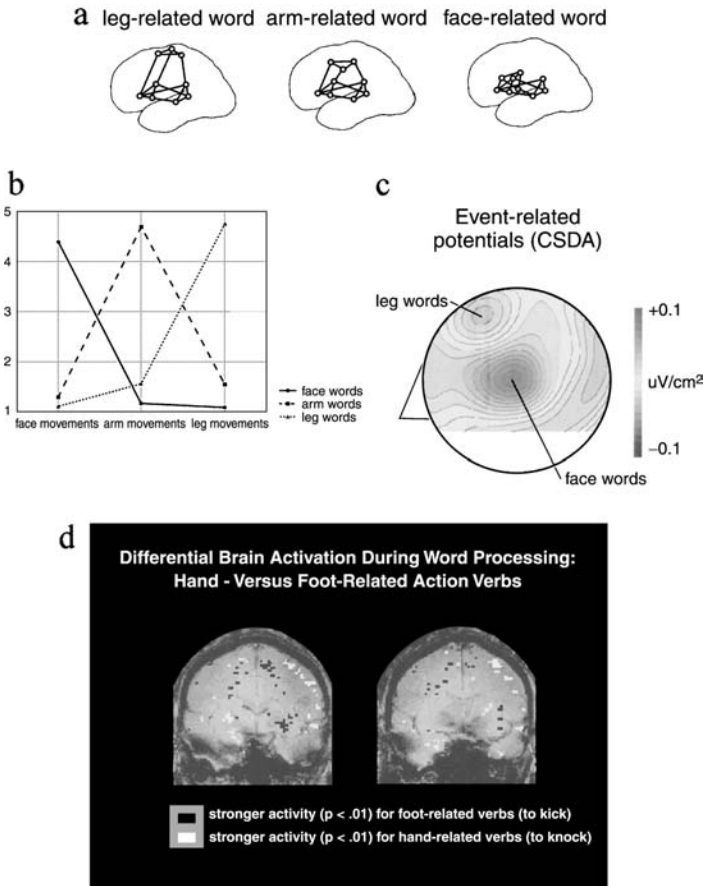 a
leg-related word arm-related word face-related word
b
5
4
3
2
1
face movements arm movements leg movements
face words
arm words
leg words
c
Event-related
potentials (CSDA)
leg words
+0.1
uV/cm²
−0.1
face words
d
Differential Brain Activation During Word Processing:
Hand - Versus Foot-Related Action Verbs
stronger activity (p < .01) for foot-related verbs (to kick)
stronger activity (p < .01) for hand-related verbs (to knock)